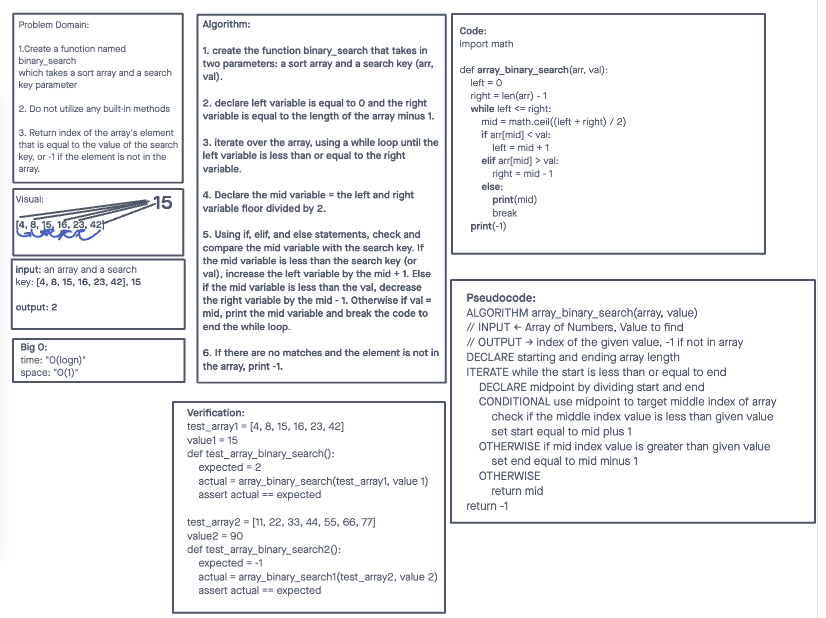 Problem Domain:
1.Create a function named
binary_search
which takes a sort array and a search
key parameter
2. Do not utilize any built-in methods
3. Return index of the array's element
that is equal to the value of the search
key, or -1 if the element is not in the
array.
Visual:
15
[4, 8, 15, 16, 23, 42]
input: an array and a search
key: [4, 8, 15, 16, 23, 42], 15
output: 2
Big O:
time: "O(logn)"
space: "O(1)"
Algorithm:
1. create the function binary_search that takes in
two parameters: a sort array and a search key (arr,
val).
2. declare left variable is equal to 0 and the right
variable is equal to the length of the array minus 1.
3. iterate over the array, using a while loop until the
left variable is less than or equal to the right
variable.
4. Declare the mid variable = the left and right
variable floor divided by 2.
5. Using if, elif, and else statements, check and
compare the mid variable with the search key. If
the mid variable is less than the search key (or
val), increase the left variable by the mid + 1. Else
if the mid variable is less than the val, decrease
the right variable by the mid - 1. Otherwise if val =
mid, print the mid variable and break the code to
end the while loop.
6. If there are no matches and the element is not in
the array, print -1.
Code:
import math
def array_binary_search(arr, val):
left = 0
right = len(arr) - 1
while left <= right:
mid = math.ceil((left + right) / 2)
if arr[mid] < val:
left = mid + 1
elif arr[mid] > val:
right = mid - 1
else:
print(mid)
break
print(-1)
Pseudocode:
ALGORITHM array_binary_search(array, value)
// INPUT ← Array of Numbers, Value to find
// OUTPUT → index of the given value, -1 if not in array
DECLARE starting and ending array length
ITERATE while the start is less than or equal to end
DECLARE midpoint by dividing start and end
CONDITIONAL use midpoint to target middle index of array
check if the middle index value is less than given value
set start equal to mid plus 1
OTHERWISE if mid index value is greater than given value
set end equal to mid minus 1
OTHERWISE
return mid
return -1
Verification:
test_array1 = [4, 8, 15, 16, 23, 42]
value1 = 15
def test_array_binary_search():
expected = 2
actual = array_binary_search(test_array1, value 1)
assert actual == expected
test_array2 = [11, 22, 33, 44, 55, 66, 77]
value2 = 90
def test_array_binary_search2():
expected = -1
actual = array_binary_search1(test_array2, value 2)
assert actual == expected